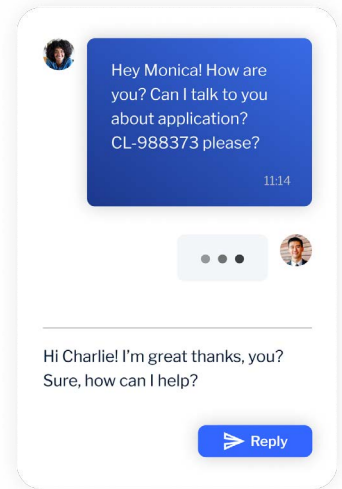 Hey Monica! How are
you? Can I talk to you
about application?
CL-988373 please?
11:14
Hi Charlie! I’m great thanks, you?
Sure, how can I help?
Reply